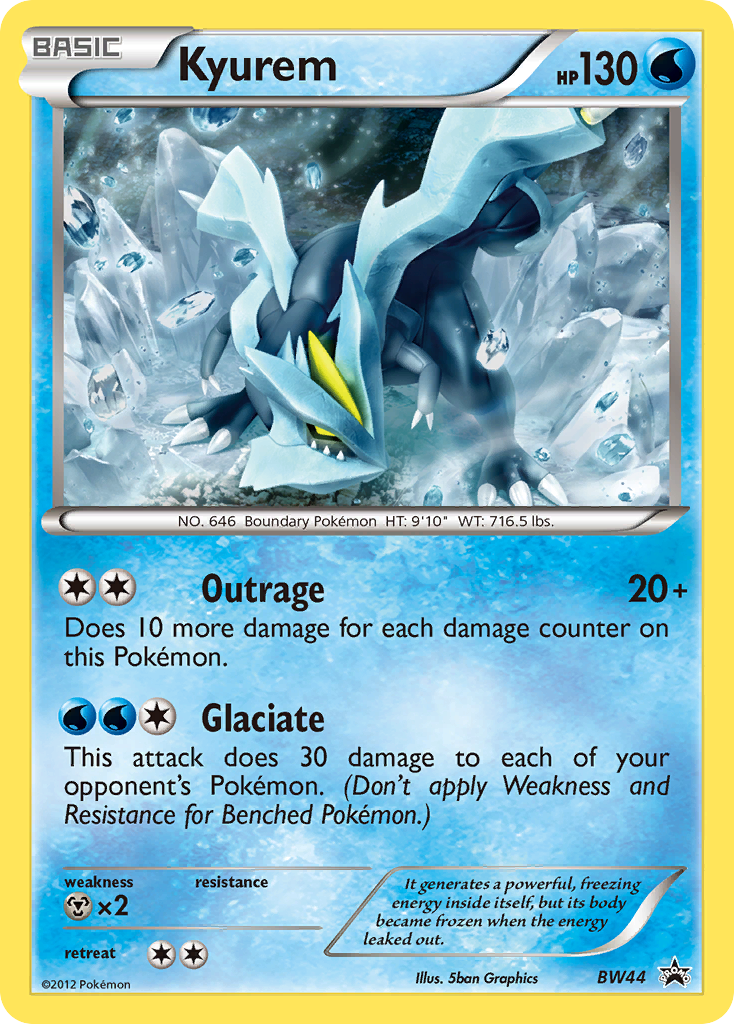 BASIC
Kyurem
HP130
NO. 646 Boundary Pokémon HT: 9'10" WT: 716.5 lbs.
Outrage 20+
Does 10 more damage for each damage counter on
this Pokémon.
Glaciate
This attack does 30 damage to each of your
opponent's Pokémon. (Don't apply Weakness and
Resistance for Benched Pokémon.)
weakness resistance
×2
It generates a powerful, freezing
energy inside itself, but its body
became frozen when the energy
leaked out.
retreat
©2012 Pokémon
Illus. 5ban Graphics
BW44
PROMO